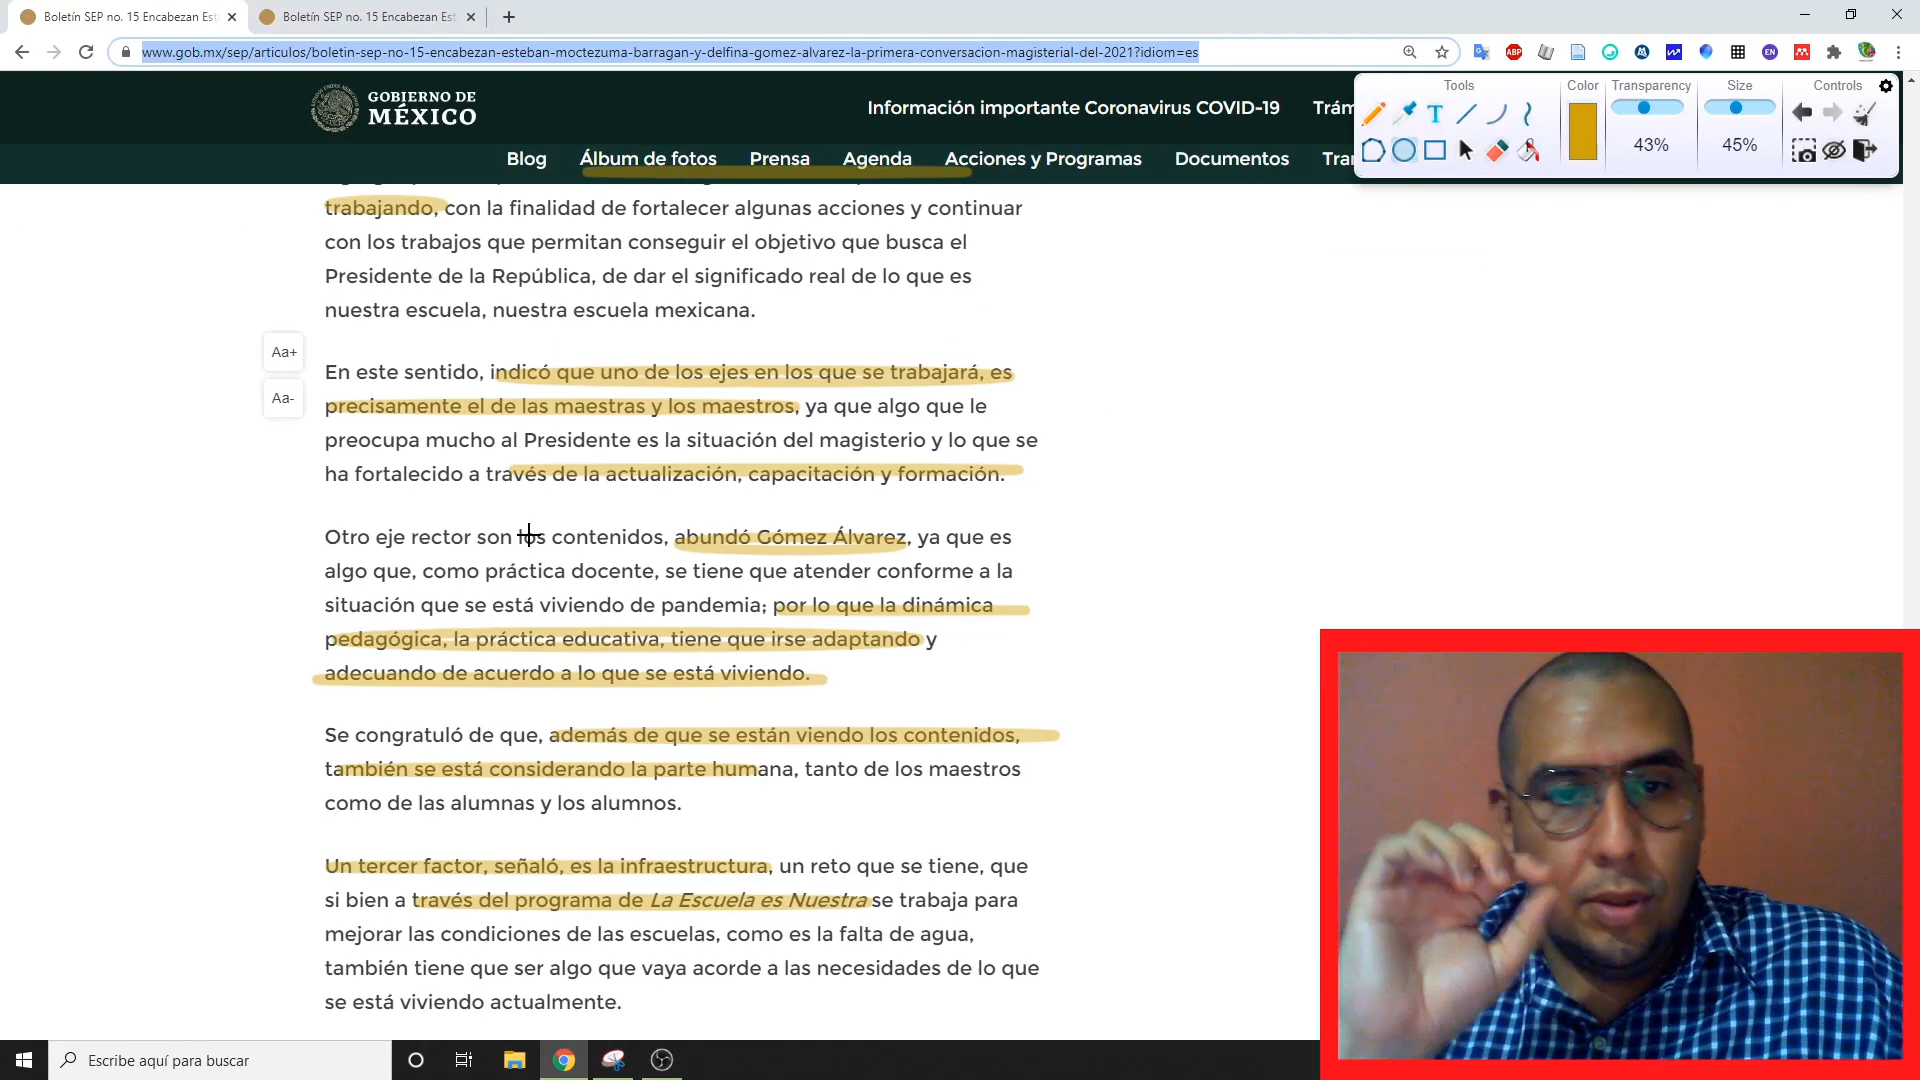 Boletín SEP no. 15 Encabezan Est
Boletín SEP no. 15 Encabezan Est
www.gob.mx/sep/articulos/boletin-sep-no-15-encabezan-esteban-moctezuma-barragan-y-delfina-gomez-alvarez-la-primera-conversacion-magisterial-del-2021?idiom=es
ABP
EN
GOBIERNO DE
MÉXICO
Información importante Coronavirus COVID-19
Trám
Blog
Álbum de fotos
Prensa
Agenda
Acciones y Programas
Documentos
Tran
Tools
Color
Transparency
Size
Controls
43%
45%
trabajando, con la finalidad de fortalecer algunas acciones y continuar
con los trabajos que permitan conseguir el objetivo que busca el
Presidente de la República, de dar el significado real de lo que es
nuestra escuela, nuestra escuela mexicana.
Aa+
Aa-
En este sentido, indicó que uno de los ejes en los que se trabajará, es
precisamente el de las maestras y los maestros, ya que algo que le
preocupa mucho al Presidente es la situación del magisterio y lo que se
ha fortalecido a través de la actualización, capacitación y formación.
Otro eje rector son los contenidos, abundó Gómez Álvarez, ya que es
algo que, como práctica docente, se tiene que atender conforme a la
situación que se está viviendo de pandemia; por lo que la dinámica
pedagógica, la práctica educativa, tiene que irse adaptando y
adecuando de acuerdo a lo que se está viviendo.
Se congratuló de que, además de que se están viendo los contenidos,
también se está considerando la parte humana, tanto de los maestros
como de las alumnas y los alumnos.
Un tercer factor, señaló, es la infraestructura, un reto que se tiene, que
si bien a través del programa de La Escuela es Nuestra se trabaja para
mejorar las condiciones de las escuelas, como es la falta de agua,
también tiene que ser algo que vaya acorde a las necesidades de lo que
se está viviendo actualmente.
Escribe aquí para buscar